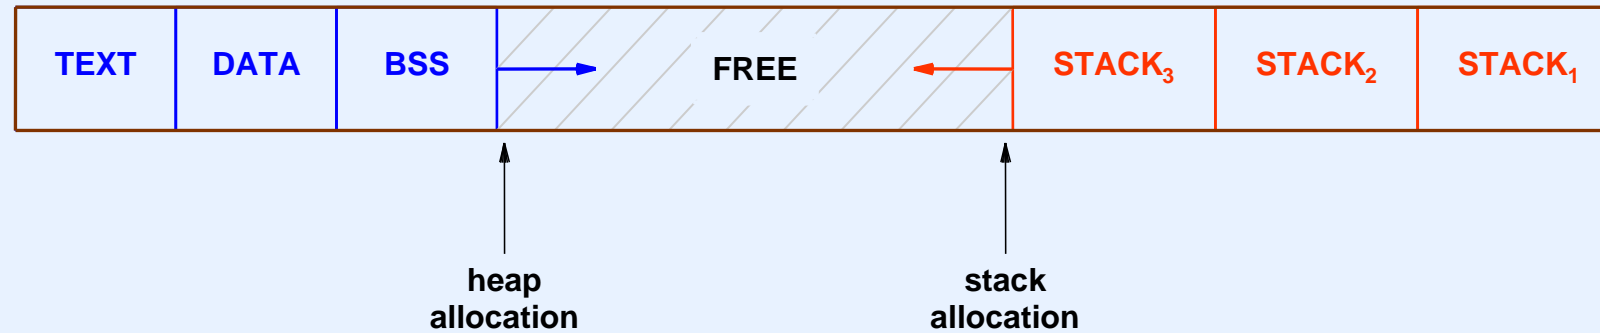 TEXT DATA BSS FREE STACK₃ STACK₂ STACK₁
heap
allocation
stack
allocation